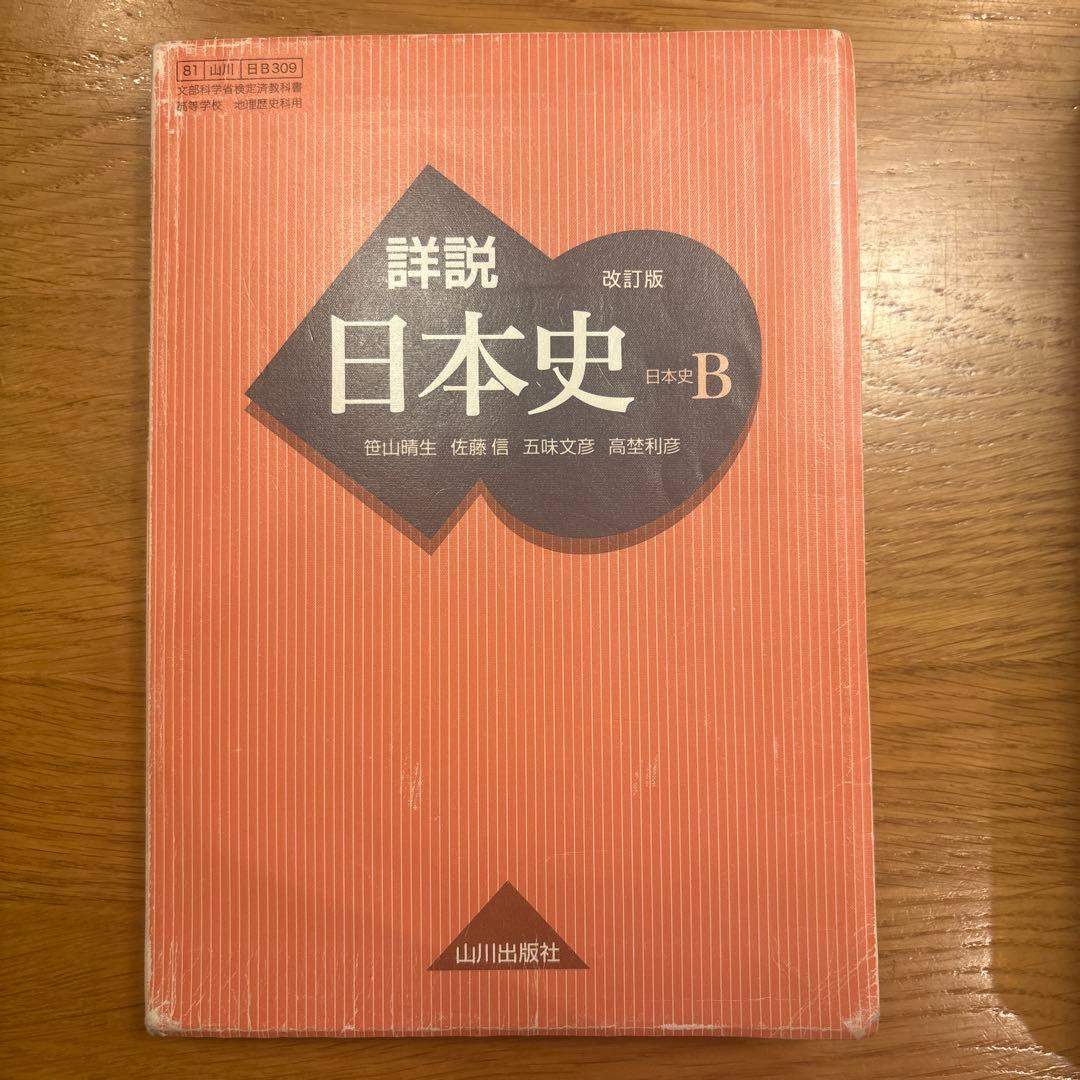 81 山川 日B309
文部科学省検定済教科書
高等学校 地理歴史科用
詳説
改訂版
日本史
日本史B
笹山晴生 佐藤信 五味文彦 高埜利彦
山川出版社